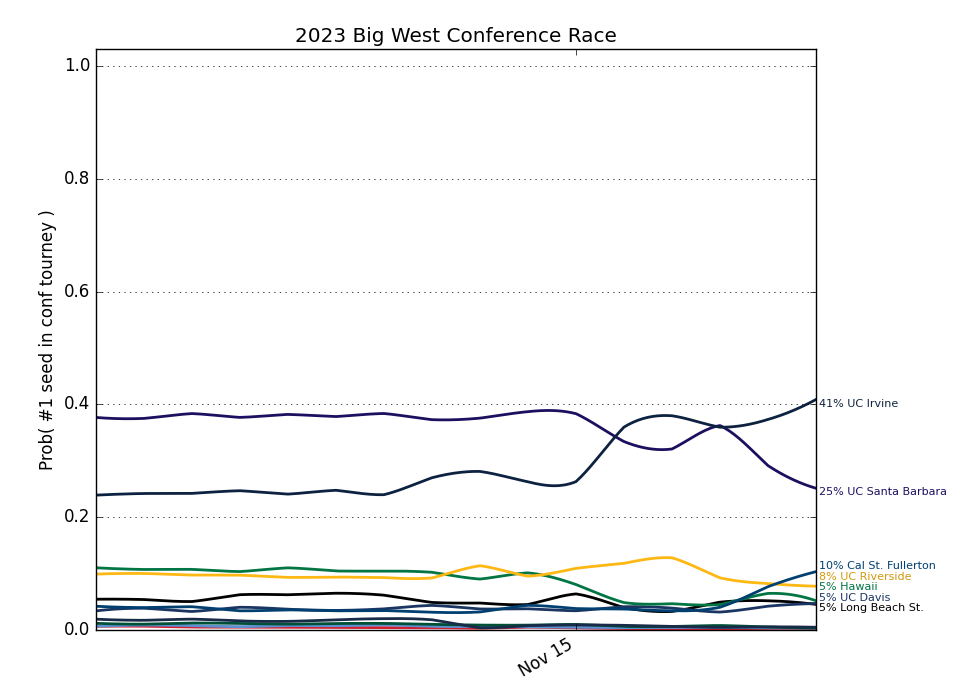 2023 Big West Conference Race
Prob( #1 seed in conf tourney )
1.0
0.8
0.6
0.4
0.2
0.0
41% UC Irvine
25% UC Santa Barbara
10% Cal St. Fullerton
8% UC Riverside
5% Hawaii
5% UC Davis
5% Long Beach St.
Nov 15